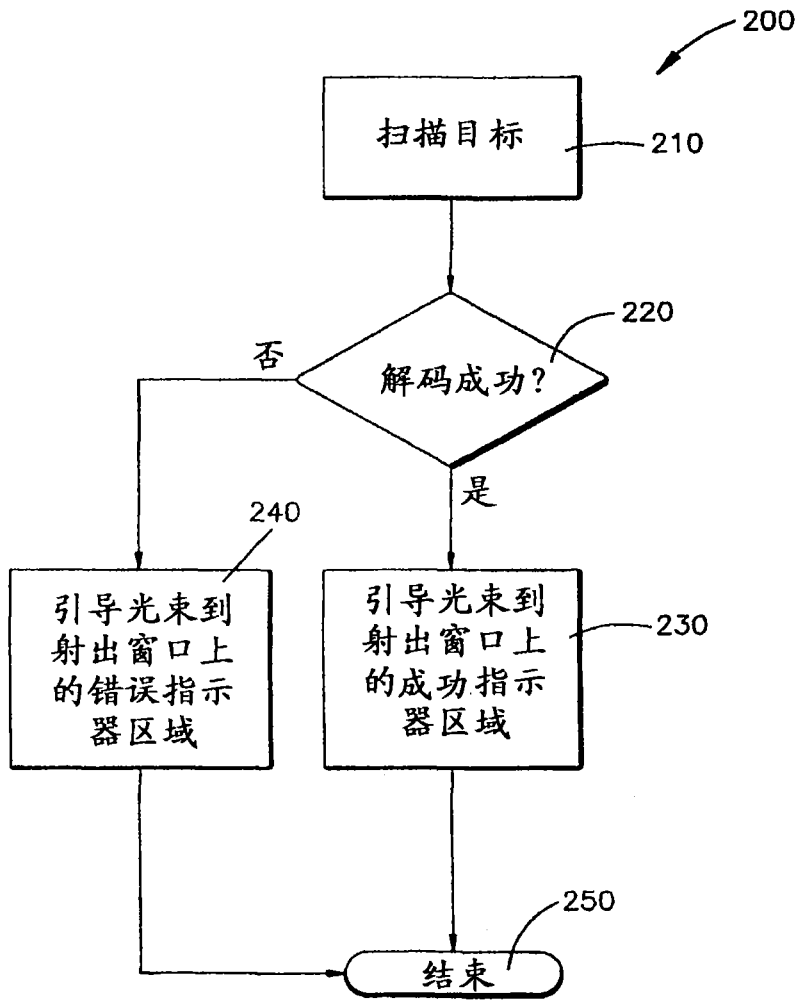 200
扫描目标
210
220
解码成功?
否
是
240
引导光束到
射出窗口上
的错误指示
器区域
引导光束到
射出窗口上
的成功指示
器区域
230
250
结束